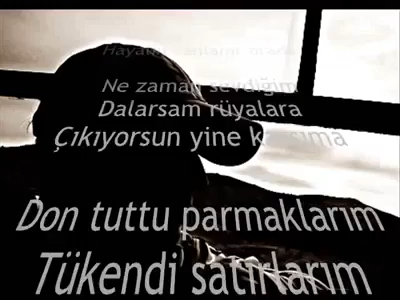 Ne zaman sevdiğim
Dalarsam rüyalara
Çıkıyorsun yine karşıma
Don tuttu parmaklarım
Tükendi satırlarım